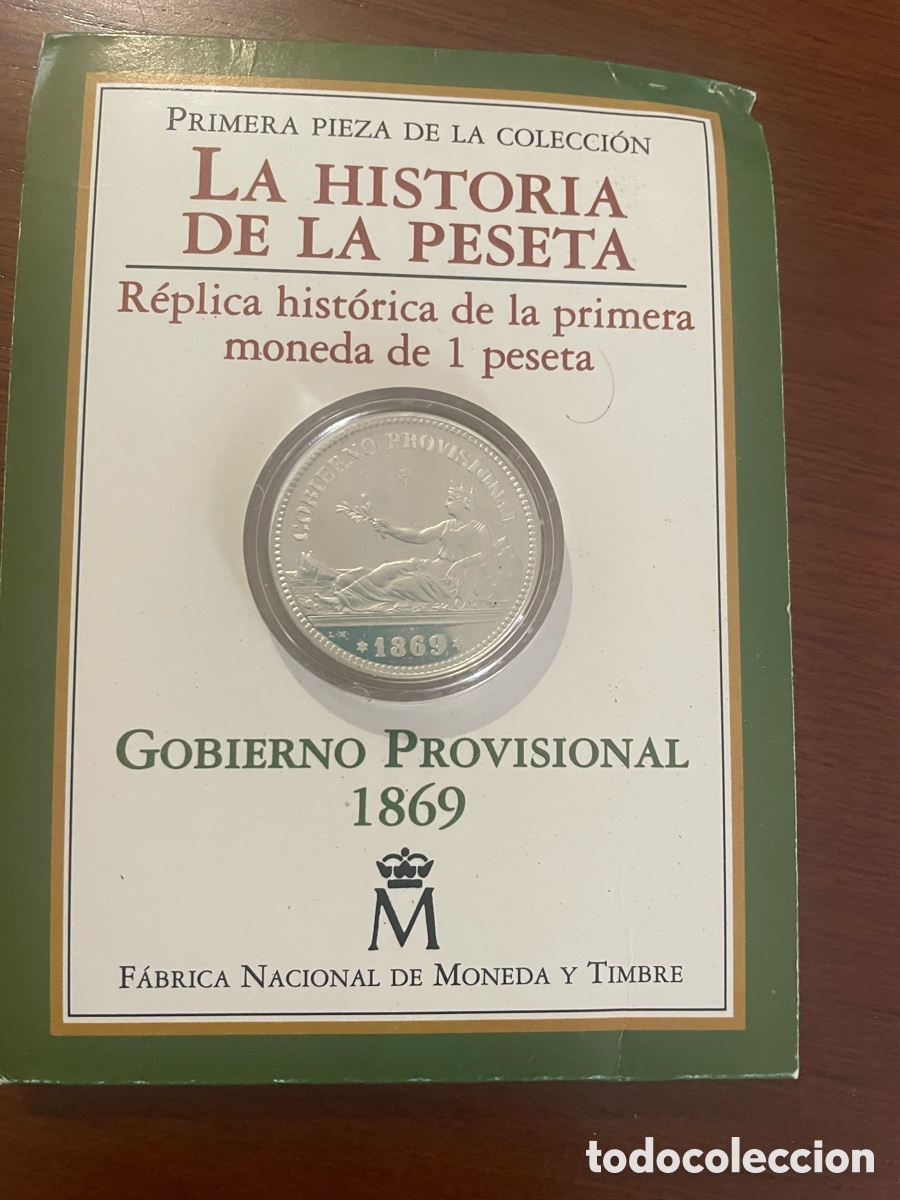 PRIMERA PIEZA DE LA COLECCIÓN
LA HISTORIA
DE LA PESETA
Réplica histórica de la primera
moneda de 1 peseta
GOBIERNO PROVISIONAL
L·M·
*1869*
GOBIERNO PROVISIONAL
1869
M
FÁBRICA NACIONAL DE MONEDA Y TIMBRE
todocoleccion